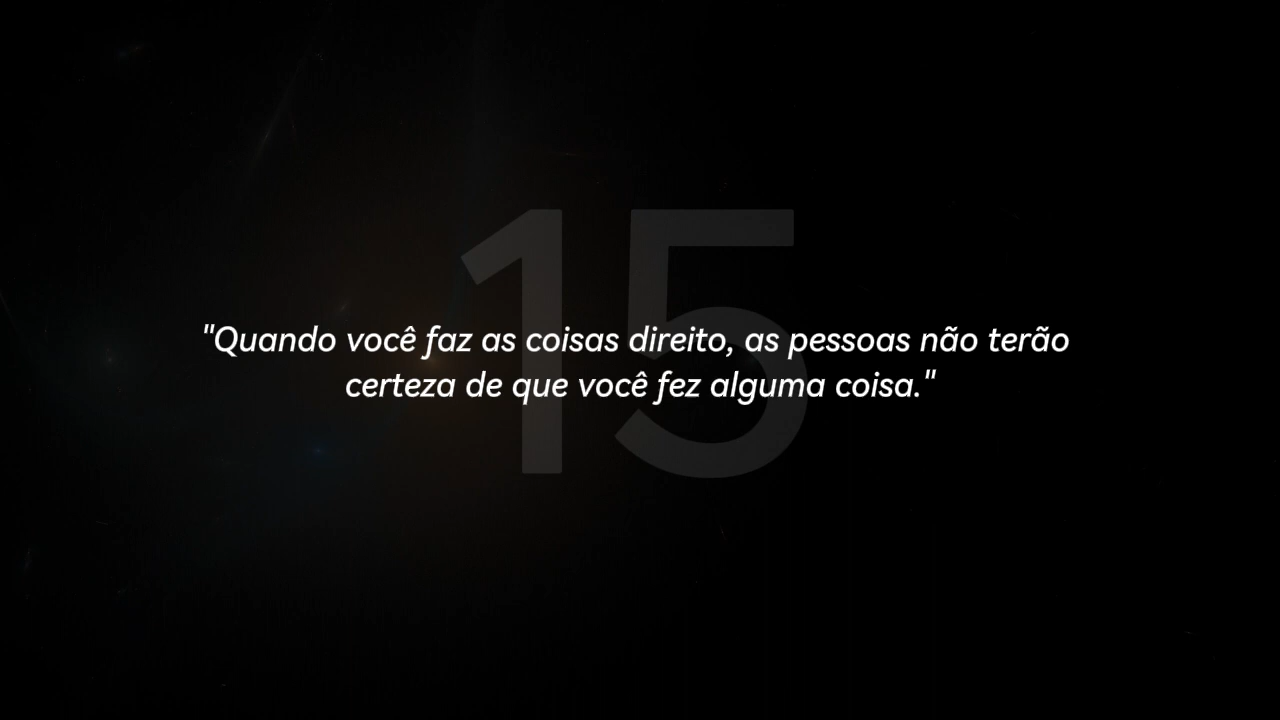 15
"Quando você faz as coisas direito, as pessoas não terão
certeza de que você fez alguma coisa."